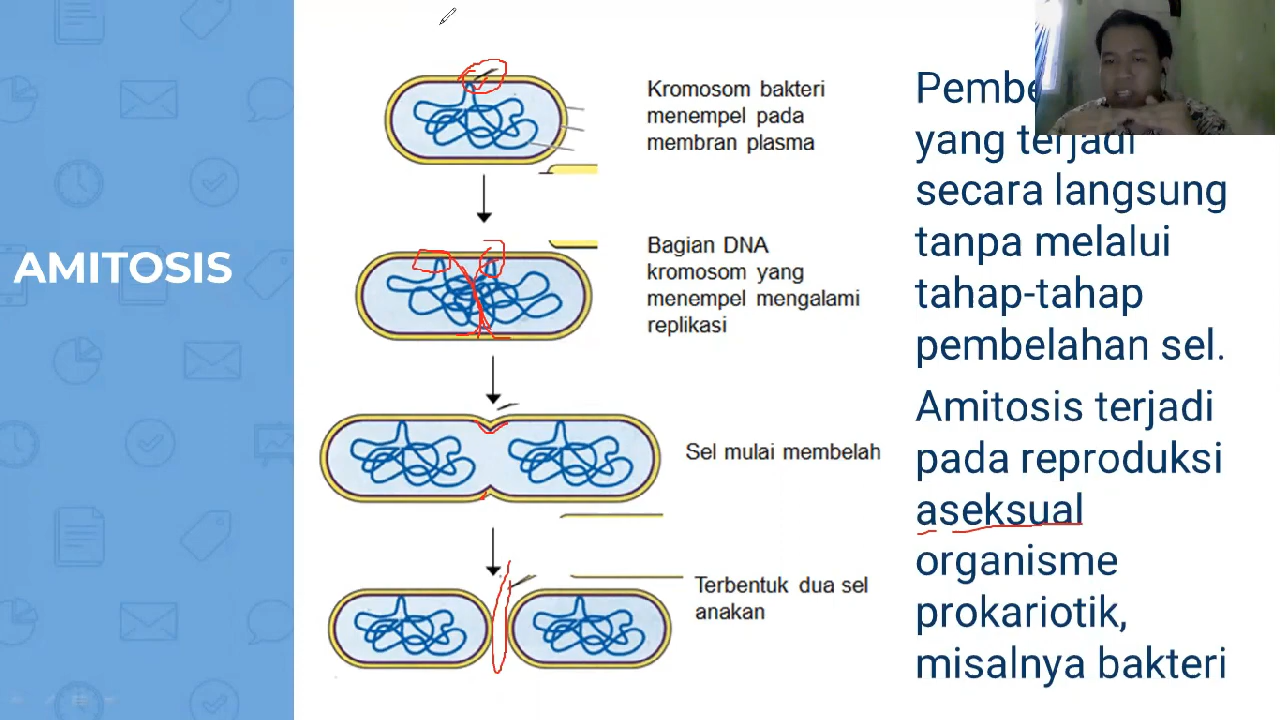 AMITOSIS
Kromosom bakteri
menempel pada
membran plasma
Bagian DNA
kromosom yang
menempel mengalami
replikasi
Sel mulai membelah
Terbentuk dua sel
anakan
yang terjadi
secara langsung
tanpa melalui
tahap-tahap
pembelahan sel.
Amitosis terjadi
pada reproduksi
aseksual
organisme
prokariotik,
misalnya bakteri